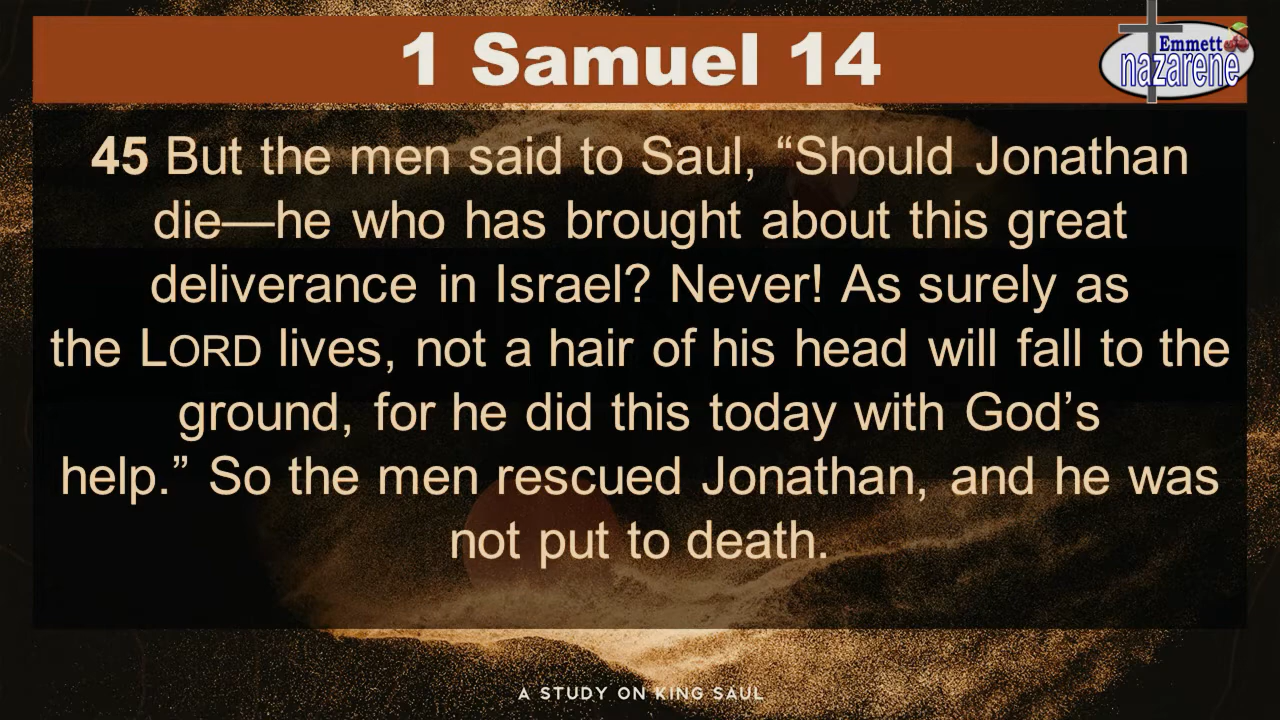 1 Samuel 14
Emmett
nazarene
45 But the men said to Saul, “Should Jonathan
die—he who has brought about this great
deliverance in Israel? Never! As surely as
the LORD lives, not a hair of his head will fall to the
ground, for he did this today with God’s
help.” So the men rescued Jonathan, and he was
not put to death.
A STUDY ON KING SAUL